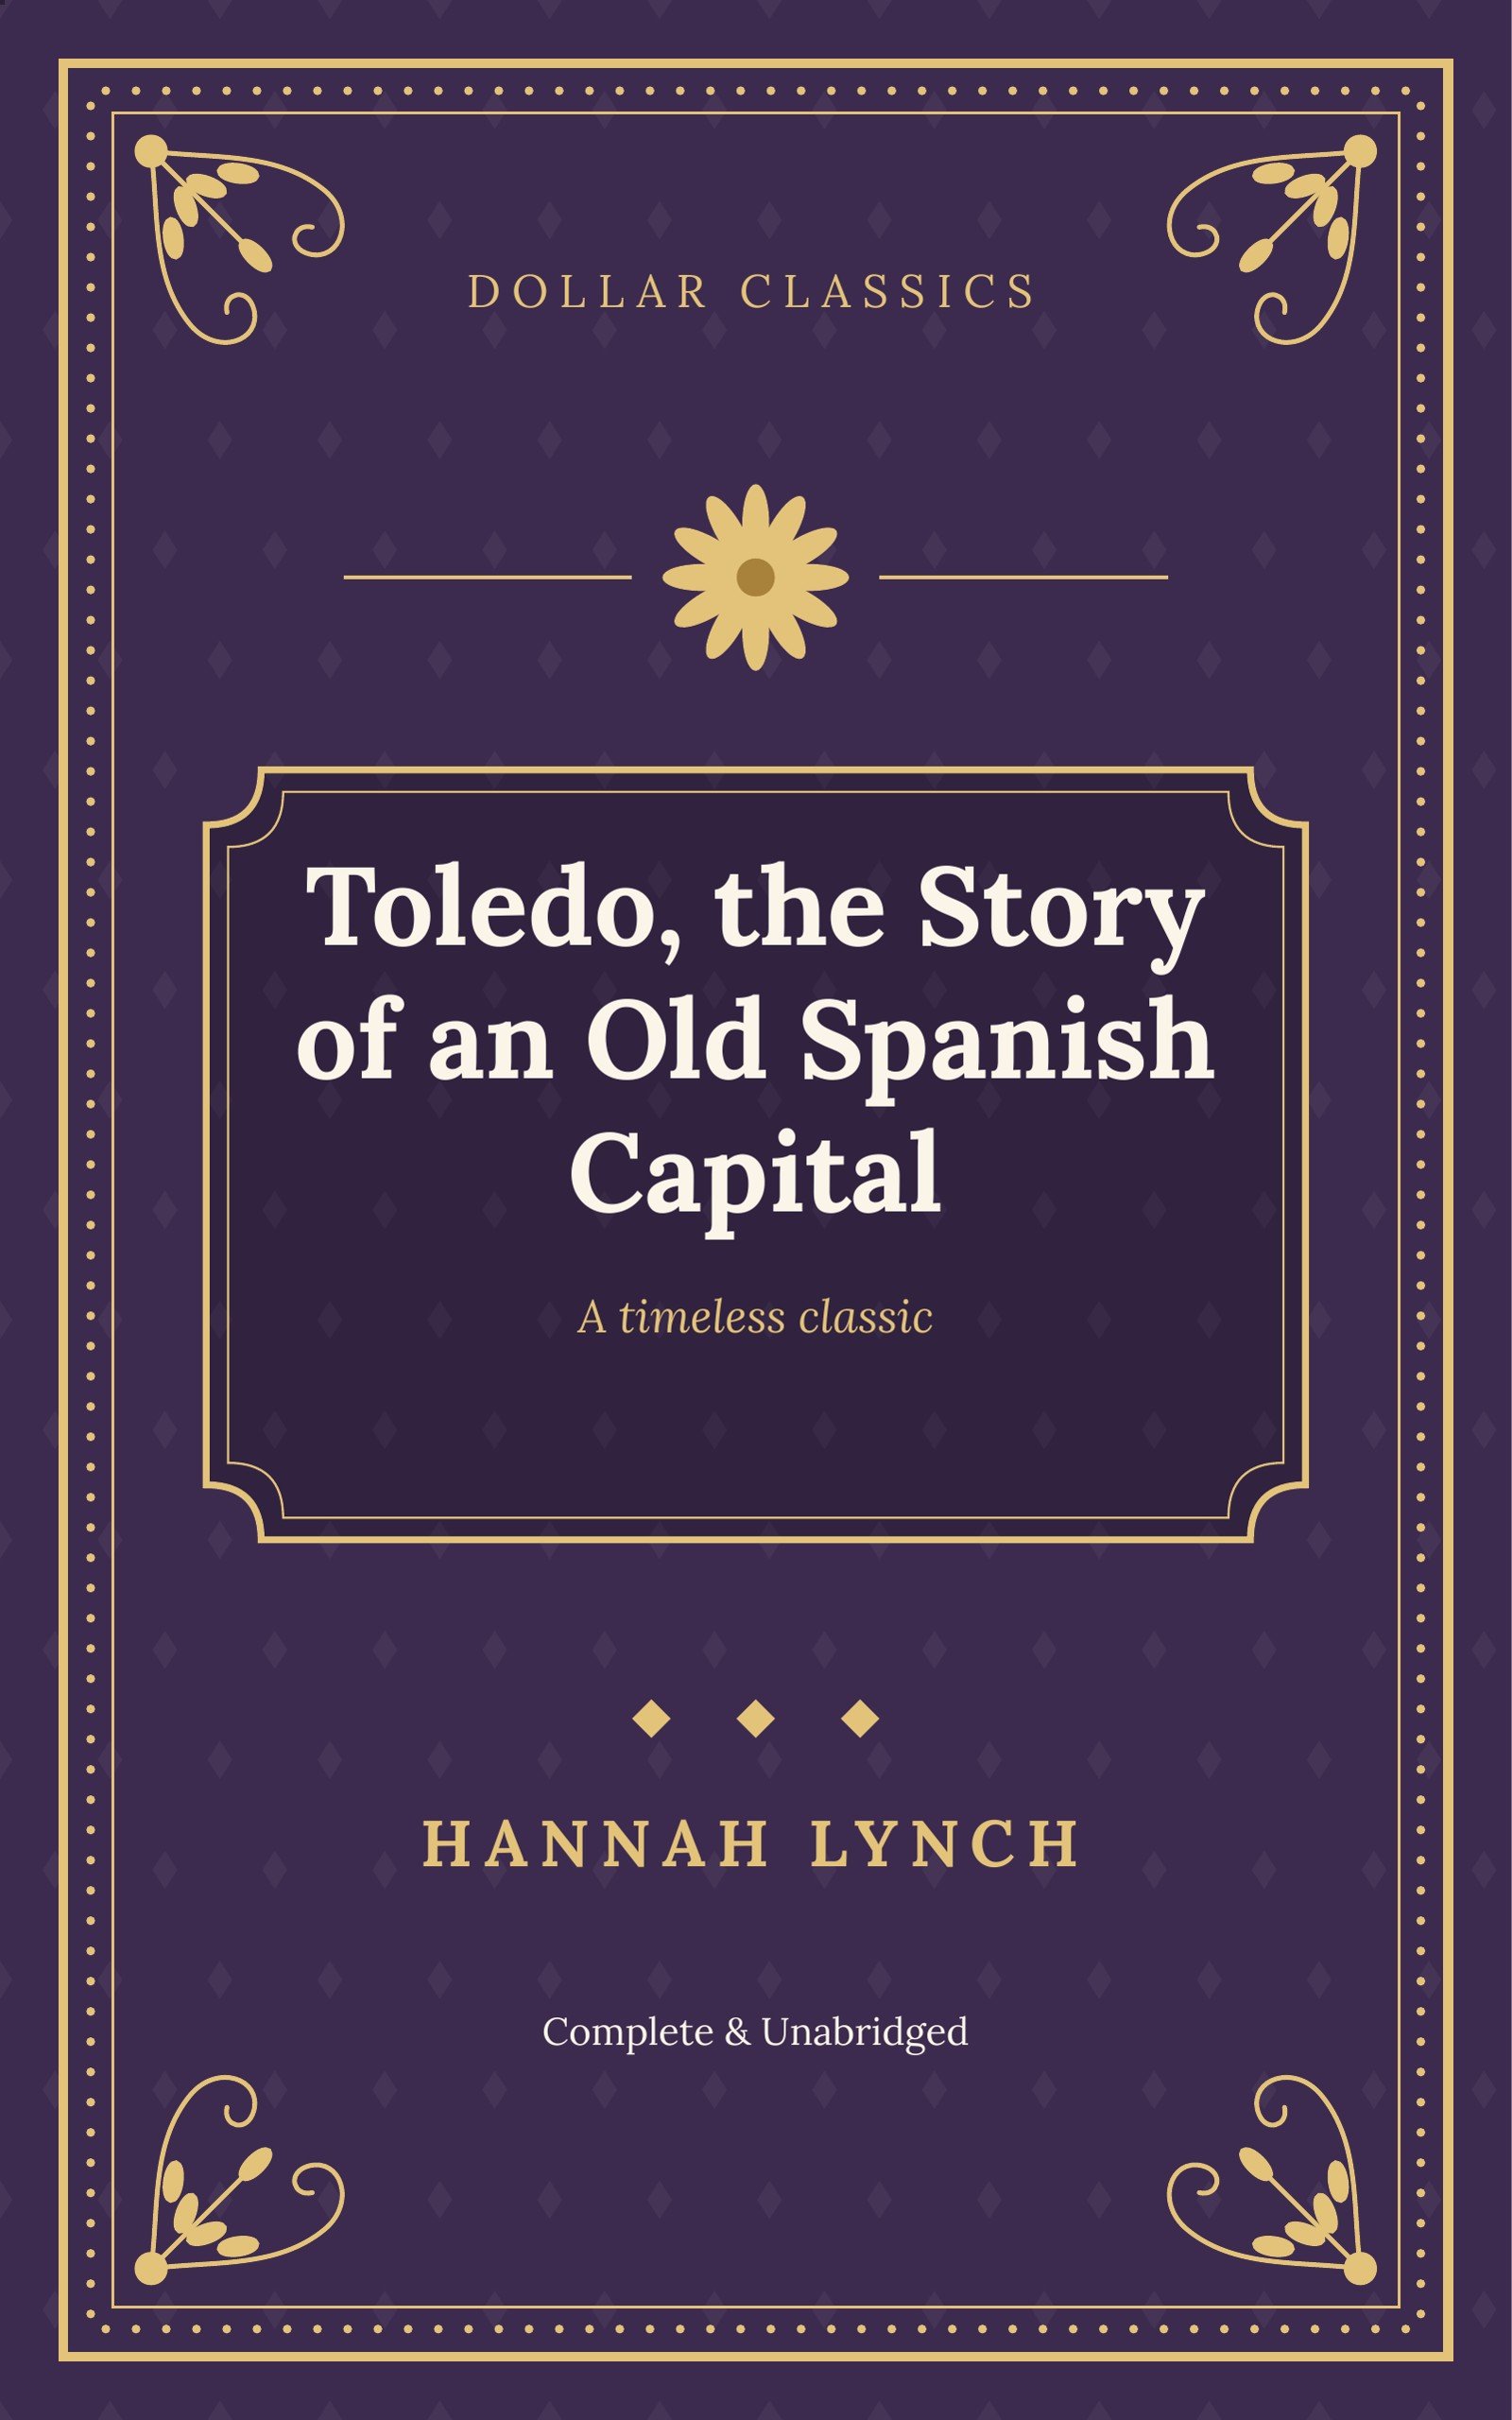 DOLLAR CLASSICS
Toledo, the Story
of an Old Spanish
Capital
A timeless classic
HANNAH LYNCH
Complete & Unabridged